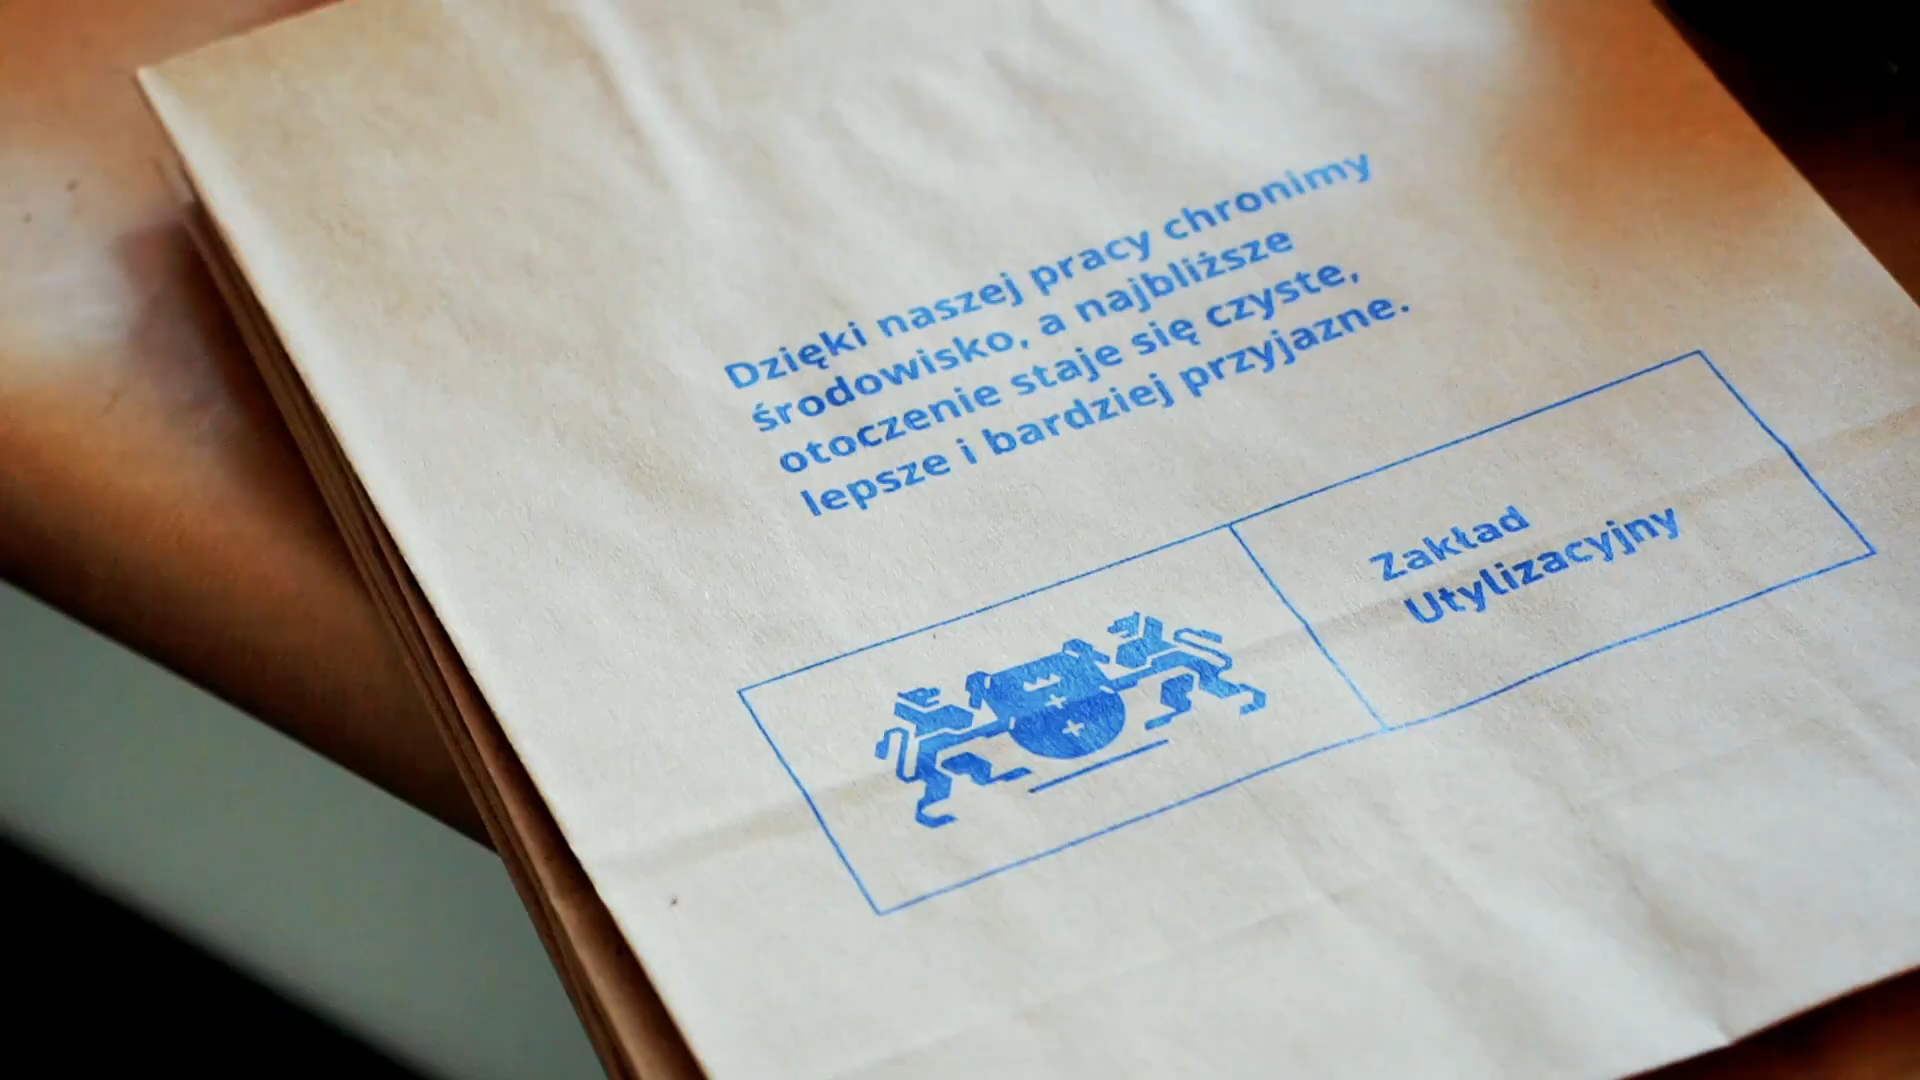 Dzięki naszej pracy chronimy
środowisko, a najbliższe
otoczenie staje się czyste,
lepsze i bardziej przyjazne.
Zakład
Utylizacyjny